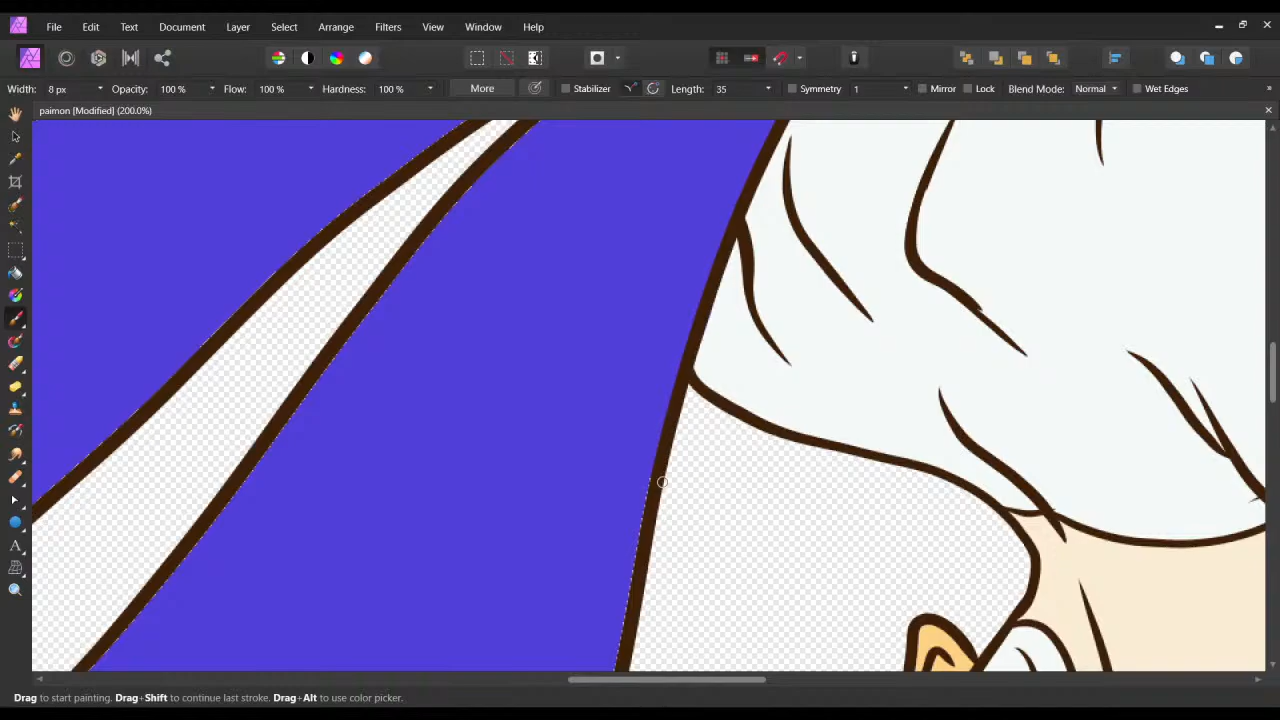 File Edit Text Document Layer Select Arrange Filters View Window Help
Width: 8 px Opacity: 100 % Flow: 100 % Hardness: 100 % More Stabilizer Length: 35 Symmetry 1 Mirror Lock Blend Mode: Normal Wet Edges »
paimon [Modified] (200.0%)
Drag to start painting. Drag+Shift to continue last stroke. Drag+Alt to use color picker.